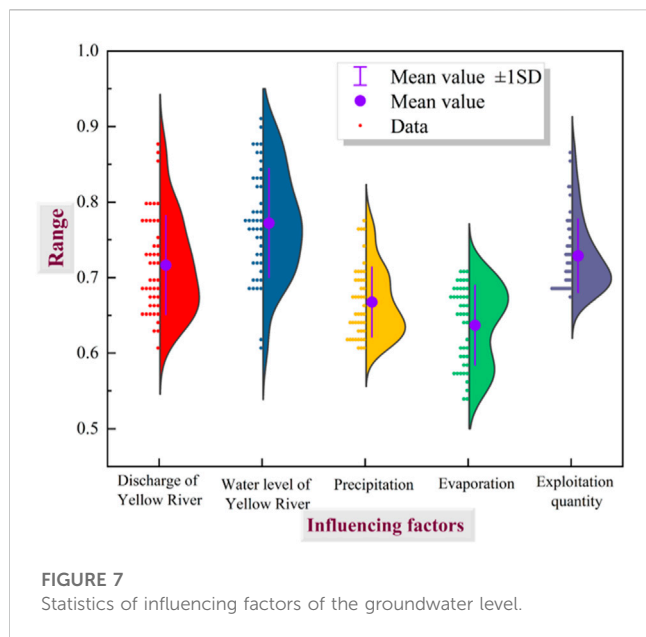 1.0
0.9
0.8
0.7
0.6
0.5
Range
Mean value ±1SD
Mean value
Data
Discharge of
Yellow River
Water level of
Yellow River
Precipitation
Evaporation
Exploitation
quantity
Influencing factors
FIGURE 7
Statistics of influencing factors of the groundwater level.